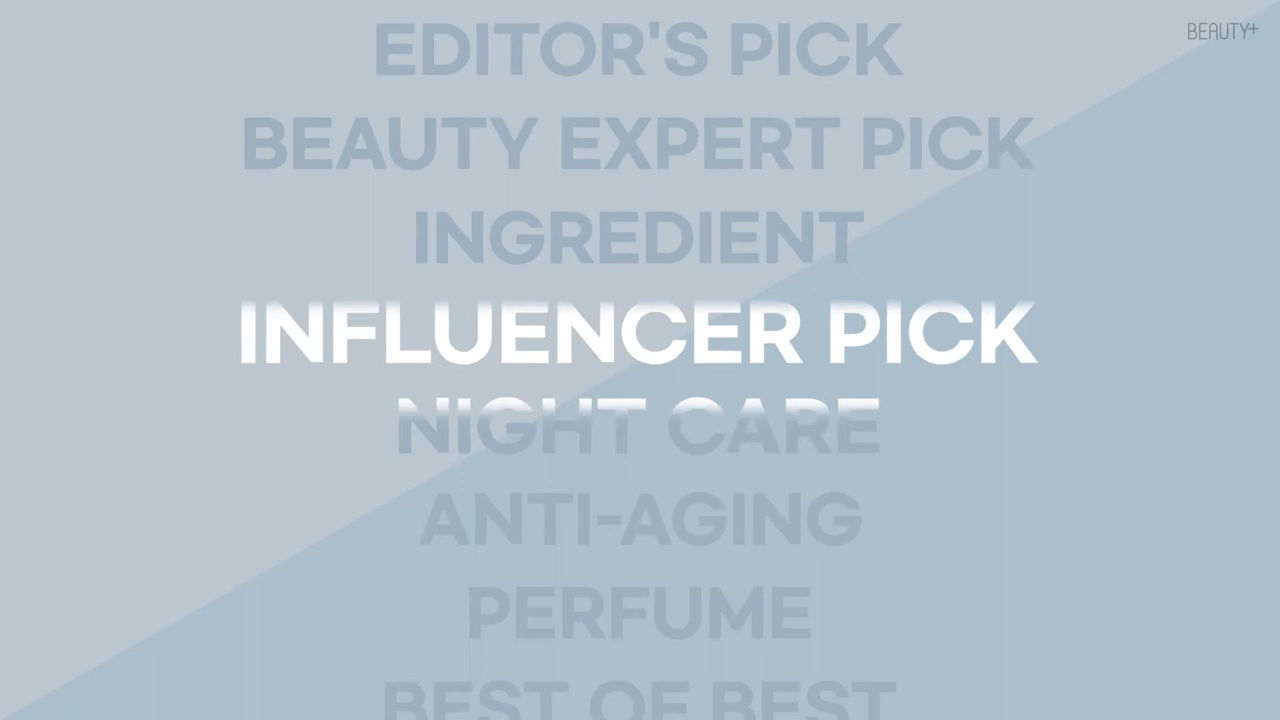 BEAUTY+
EDITOR'S PICK
BEAUTY EXPERT PICK
INGREDIENT
INFLUENCER PICK
NIGHT CARE
ANTI-AGING
PERFUME
BEST OF BEST